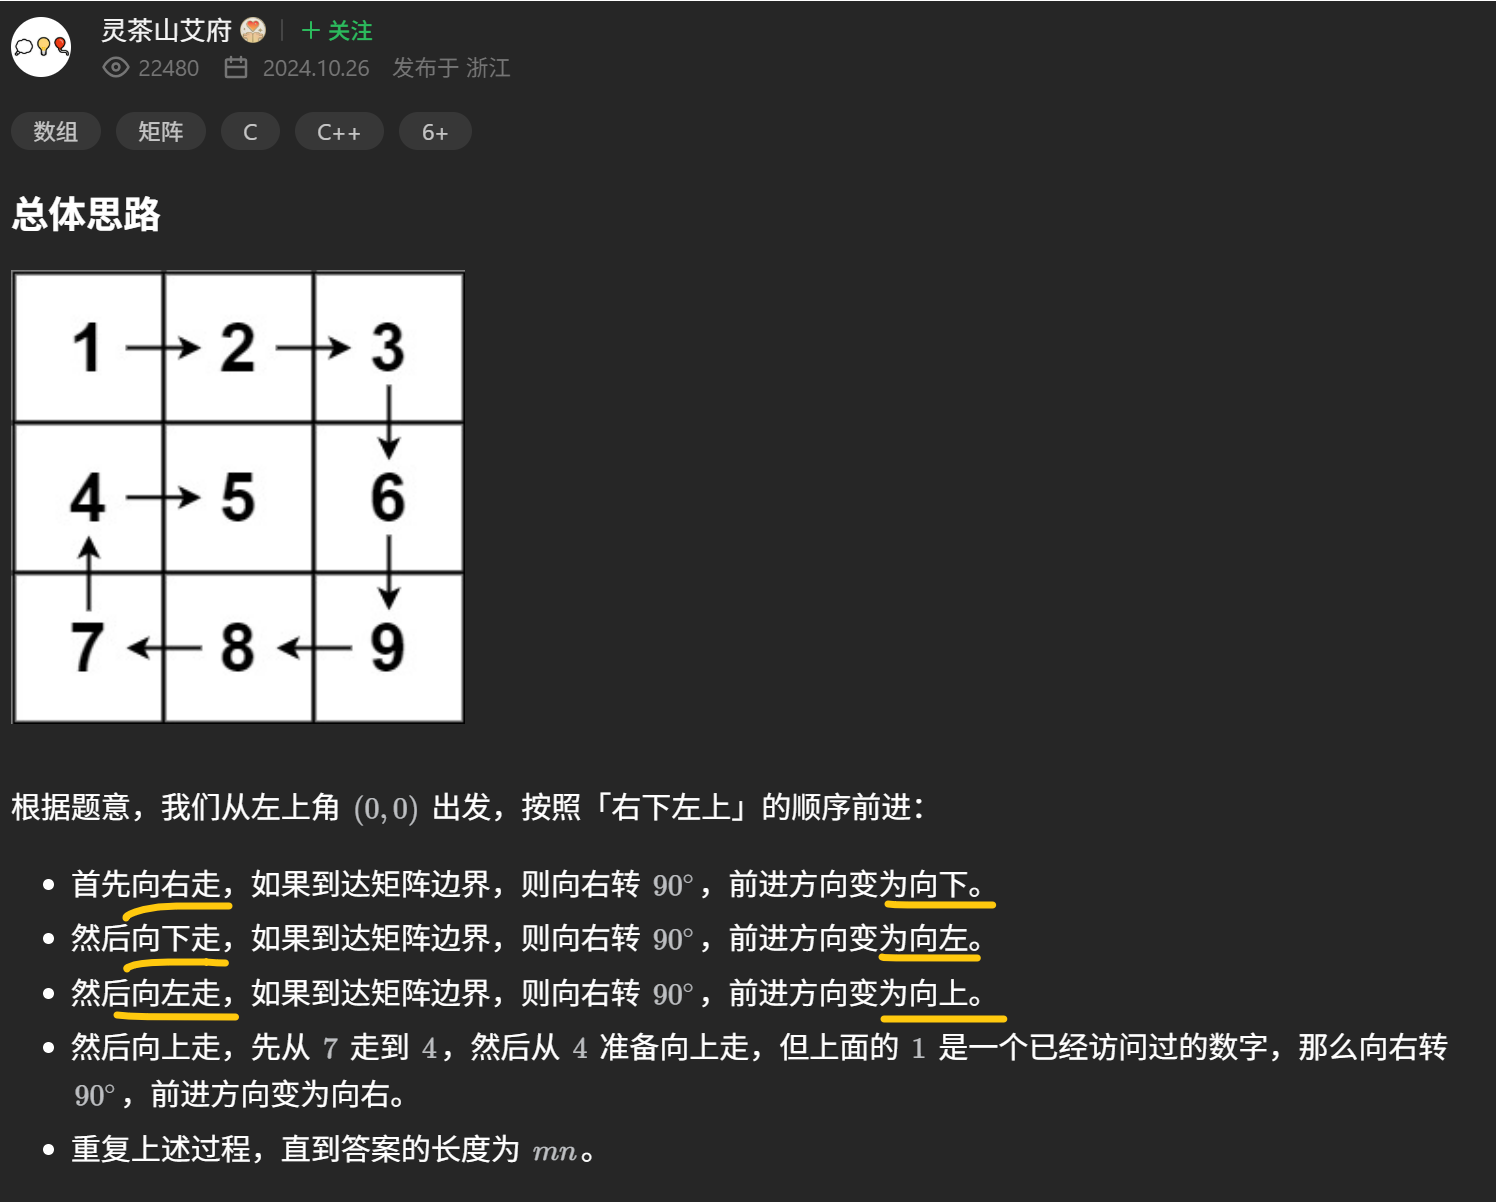 灵茶山艾府 | + 关注
22480 2024.10.26 发布于 浙江
数组 矩阵 C C++ 6+
总体思路
1 2 3
4 5 6
7 8 9
根据题意，我们从左上角 (0,0) 出发，按照「右下左上」的顺序前进：
• 首先向右走，如果到达矩阵边界，则向右转 90°，前进方向变为向下。
• 然后向下走，如果到达矩阵边界，则向右转 90°，前进方向变为向左。
• 然后向左走，如果到达矩阵边界，则向右转 90°，前进方向变为向上。
• 然后向上走，先从 7 走到 4，然后从 4 准备向上走，但上面的 1 是一个已经访问过的数字，那么向右转
90°，前进方向变为向右。
• 重复上述过程，直到答案的长度为 mn。